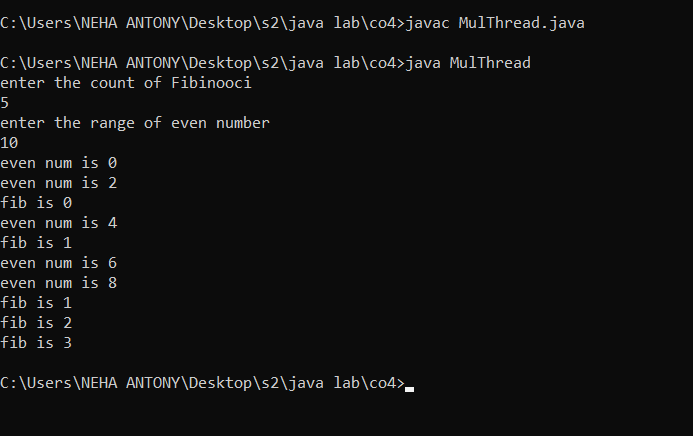 C:\Users\NEHA ANTONY\Desktop\s2\java lab\co4>javac MulThread.java
C:\Users\NEHA ANTONY\Desktop\s2\java lab\co4>java MulThread
enter the count of Fibinooci
5
enter the range of even number
10
even num is 0
even num is 2
fib is 0
even num is 4
fib is 1
even num is 6
even num is 8
fib is 1
fib is 2
fib is 3
C:\Users\NEHA ANTONY\Desktop\s2\java lab\co4>